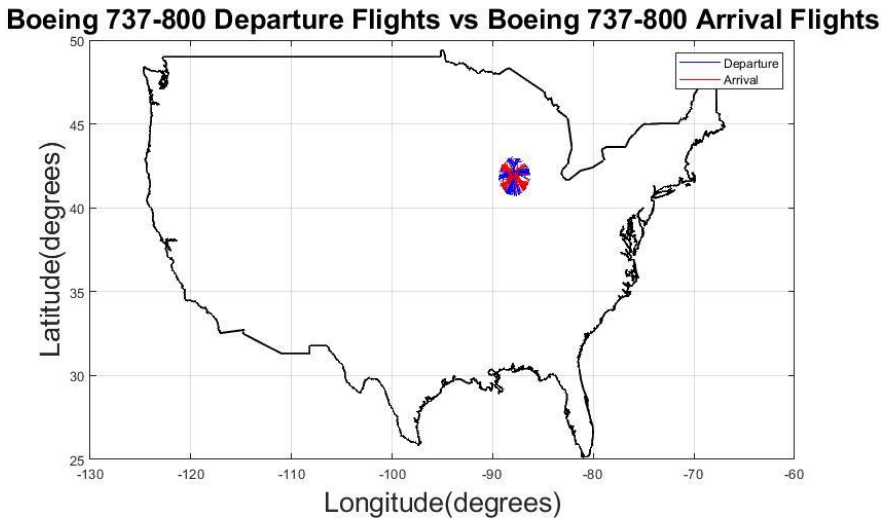 Boeing 737-800 Departure Flights vs Boeing 737-800 Arrival Flights
50
Departure
Arrival
45
40
35
30
25
Latitude(degrees)
-130
-120
-110
-100
-90
-80
-70
-60
Longitude(degrees)